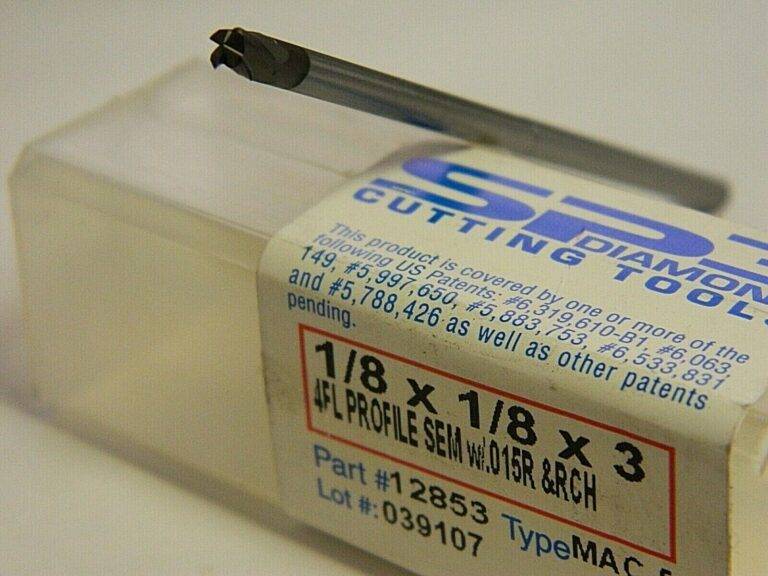 SP3
CUTTING TOOLS
DIAMON
This product is covered by one or more of the
following US Patents: #6,319,610-B1, #6,063
149, #5,997,650, #5,883,753, #6,533,831
and #5,788,426 as well as other patents
pending.
1/8 x 1/8 x 3
4FL PROFILE SEM w/.015R &RCH
Part #12853
Lot #:039107
TypeMAC